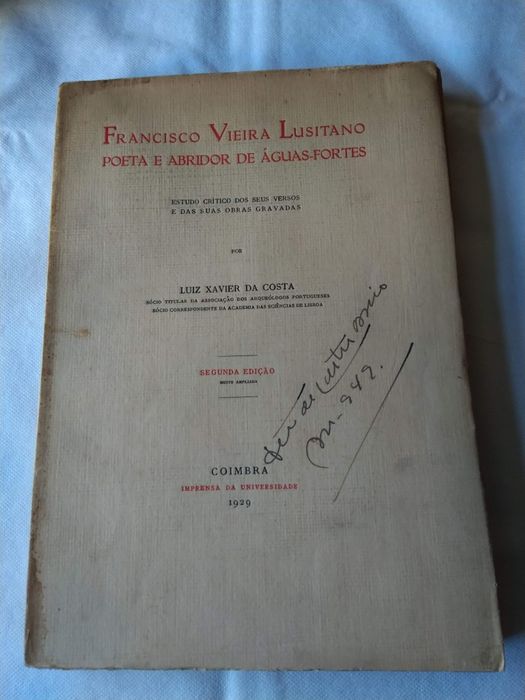 FRANCISCO VIEIRA LUSITANO
POETA E ABRIDOR DE ÁGUAS-FORTES
ESTUDO CRÍTICO DOS SEUS VERSOS
E DAS SUAS OBRAS GRAVADAS
POR
LUIZ XAVIER DA COSTA
SÓCIO TITULAR DA ASSOCIAÇÃO DOS ARQUEÓLOGOS PORTUGUESES
SÓCIO CORRESPONDENTE DA ACADEMIA DAS SCIÊNCIAS DE LISBOA
SEGUNDA EDIÇÃO
MUITO AMPLIADA
COIMBRA
IMPRENSA DA UNIVERSIDADE
1929